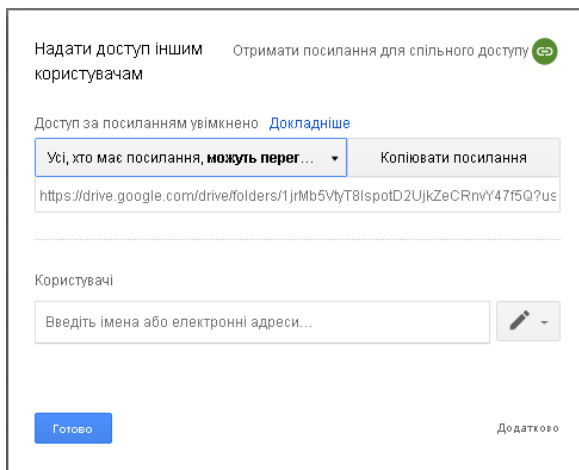 Надати доступ іншим
користувачам
Отримати посилання для спільного доступу
Доступ за посиланням увімкнено Докладніше
Усі, хто має посилання, можуть перег... Копіювати посилання
https://drive.google.com/drive/folders/1jrMb5VtyT8IspotD2UjkZeCRnvY47f5Q?us
Користувачі
Введіть імена або електронні адреси...
Готово
Додатково